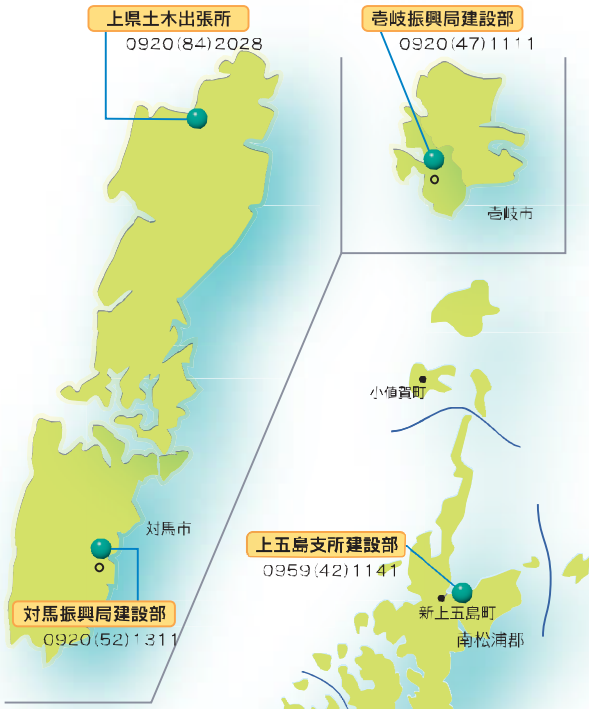 上県土木出張所
0920(84)2028
壱岐振興局建設部
0920(47)1111
壱岐市
小値賀町
対馬市
上五島支所建設部
0959(42)1141
新上五島町
南松浦郡
対馬振興局建設部
0920(52)1311